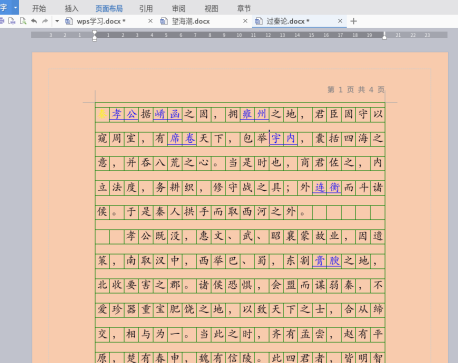 字 开始 插入 页面布局 引用 审阅 视图 章节
wps学习.docx * × 望海潮.docx × 过秦论.docx * × +
第 1 页 共 4 页
孝公据崤函之固，拥雍州之地，君臣固守以
窥周室，有席卷天下，包举宇内，囊括四海之
意，并吞八荒之心。当是时也，商君佐之，内
立法度，务耕织，修守战之具；外连衡而斗诸
侯。于是秦人拱手而取西河之外。
孝公既没，惠文、武、昭襄蒙故业，因遗
策，南取汉中，西举巴、蜀，东割膏腴之地，
北收要害之郡。诸侯恐惧，会盟而谋弱秦，不
爱珍器重宝肥饶之地，以致天下之士，合从缔
交，相与为一。当此之时，齐有孟尝，赵有平
原，楚有春申，魏有信陵。此四君者，皆明智